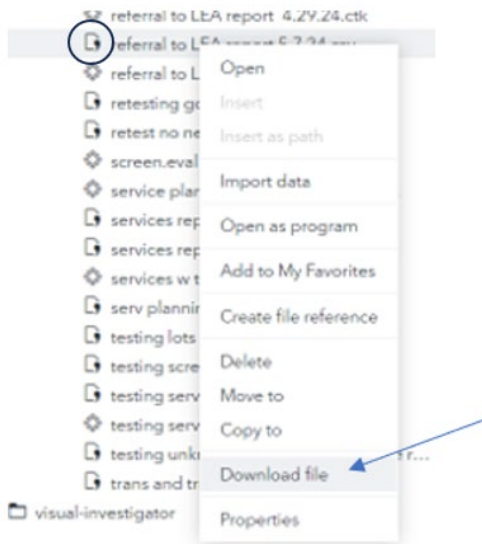 referral to LEA report 4.29.24.ctk
referral to LEA report 5.7.24.csv
referral to L
retesting go
retest no ne
screen.eval
service plan
services rep
services rep
services w t
serv plannin
testing lots
testing scre
testing serv
testing serv
testing unk
trans and tr
visual-investigator
Open
Insert
Insert as path
Import data
Open as program
Add to My Favorites
Create file reference
Delete
Move to
Copy to
Download file
Properties